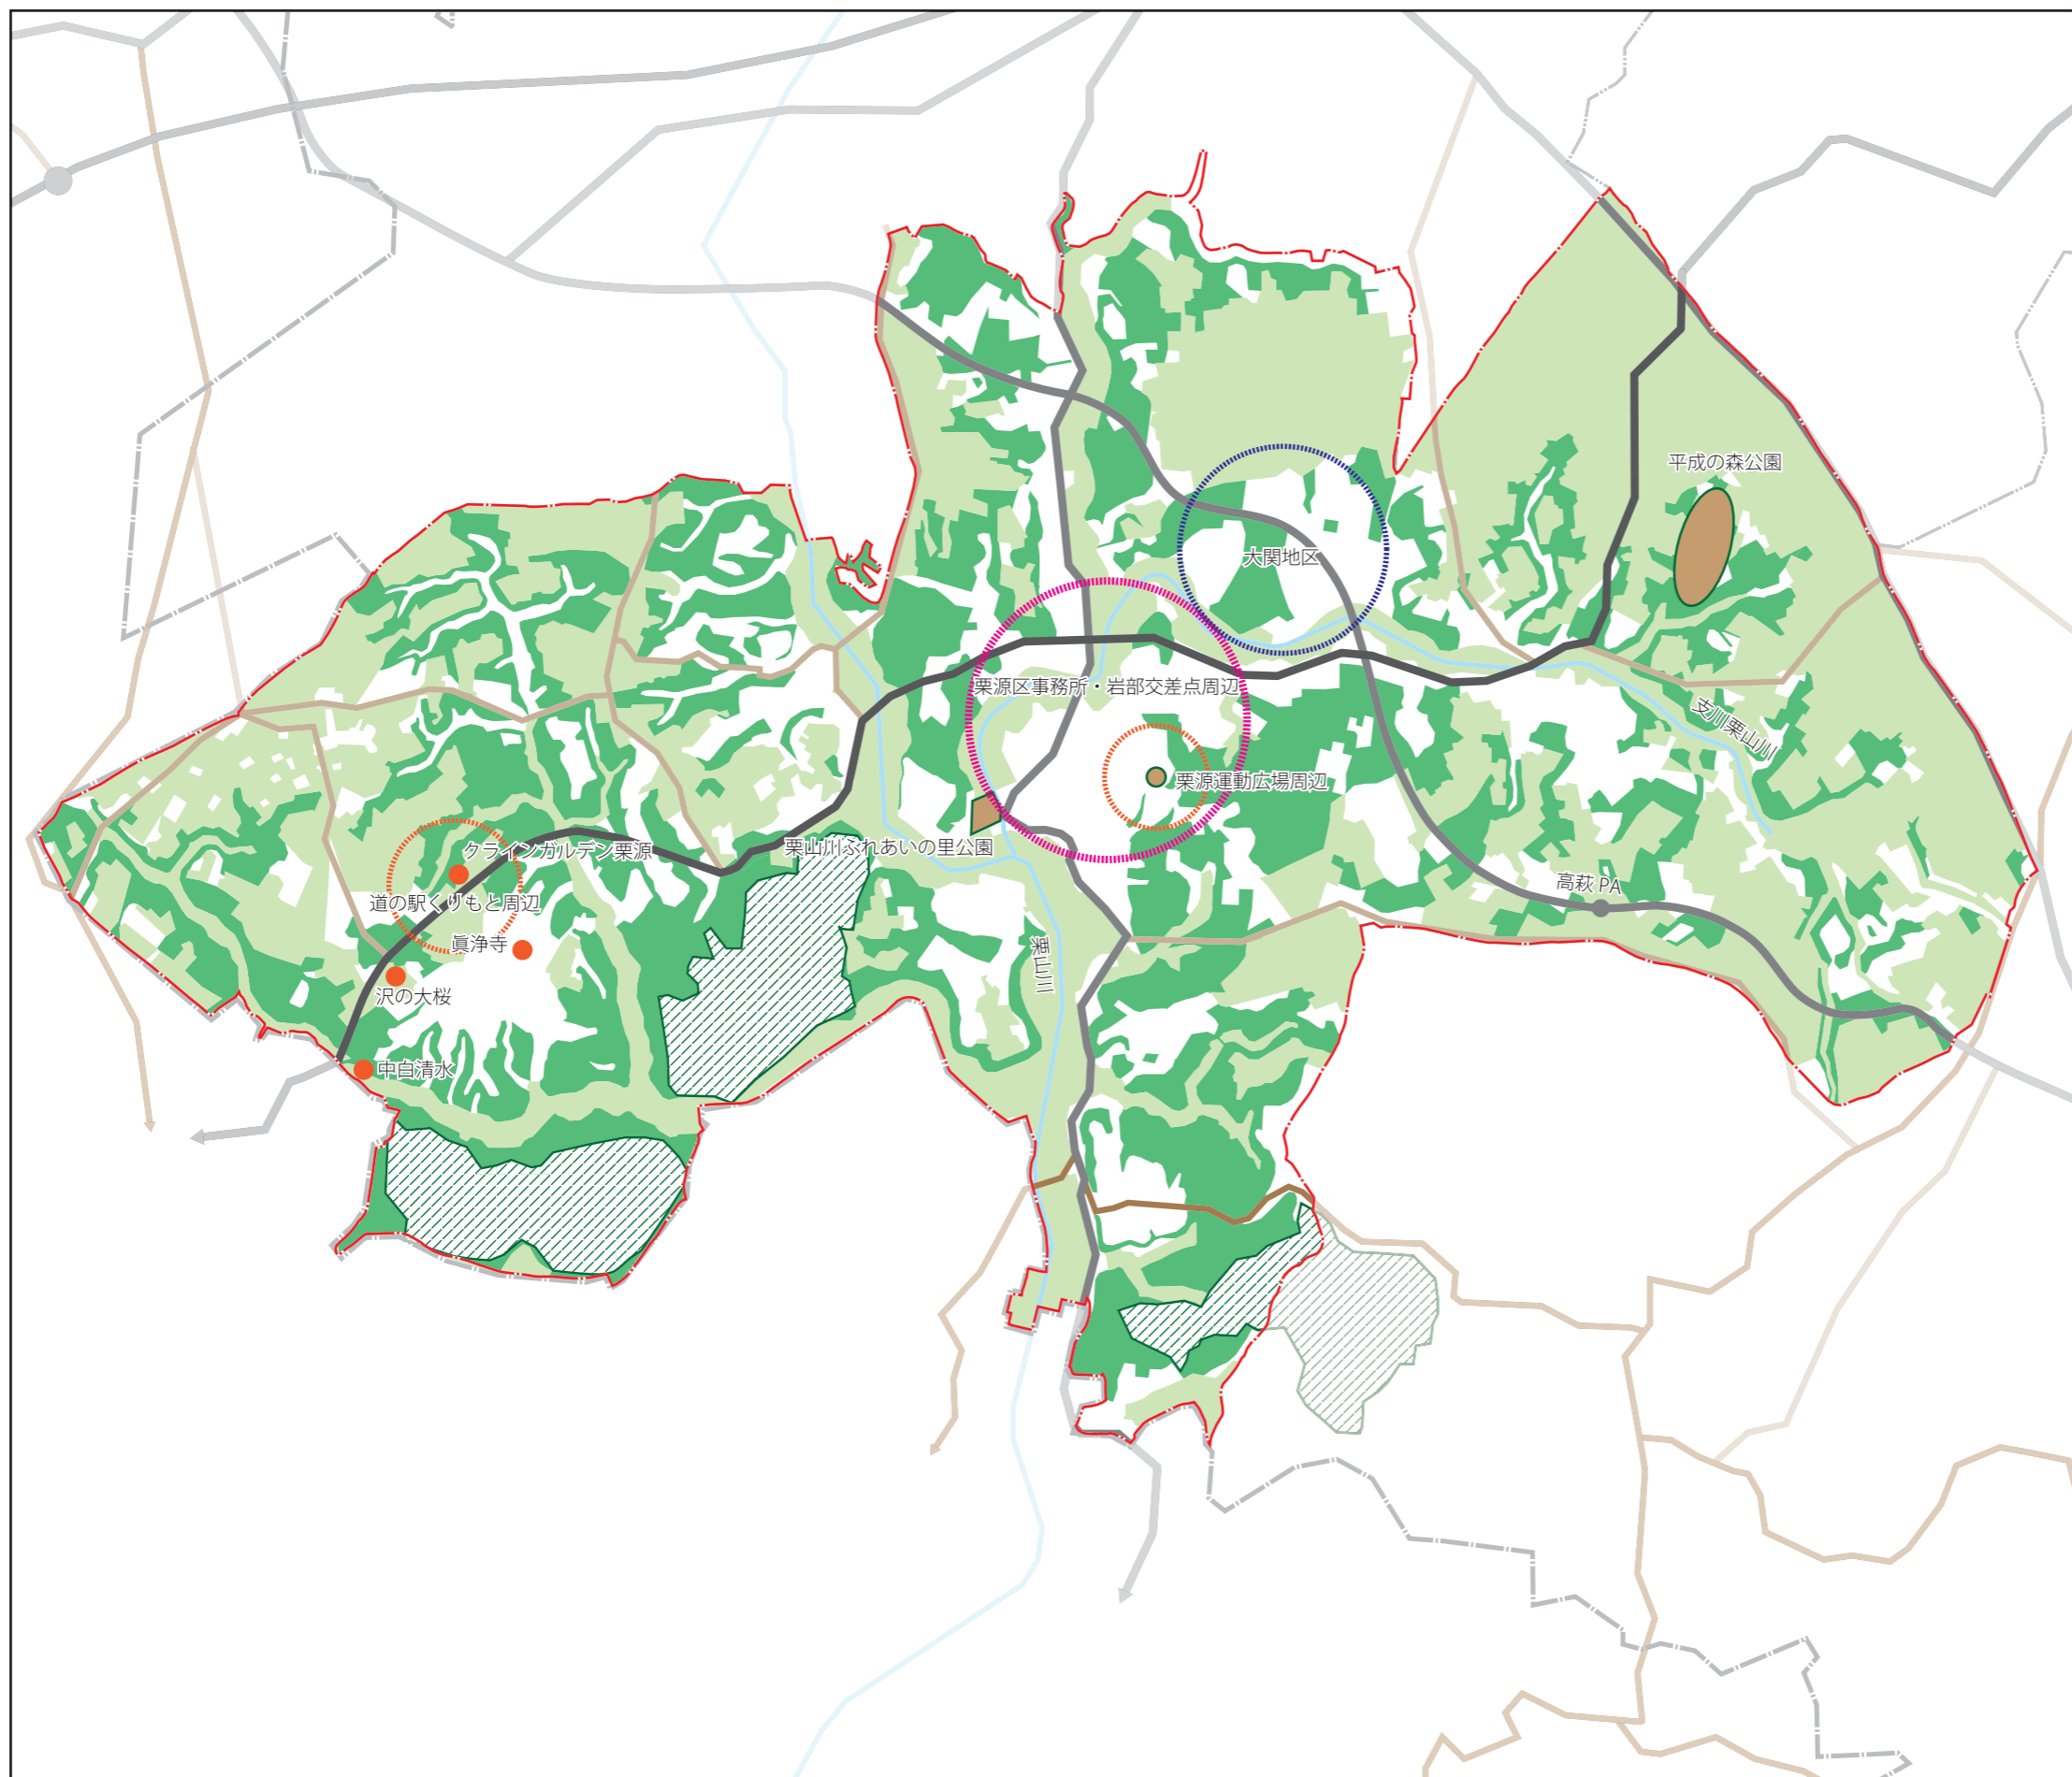 平成の森公園
大関地区
栗源区事務所・岩部交差点周辺
支川栗山川
栗源運動広場周辺
栗山川ふれあいの里公園
クラインガルデン栗源
高萩 PA
道の駅くりもと周辺
眞浄寺
栗山川
沢の大桜
中白清水